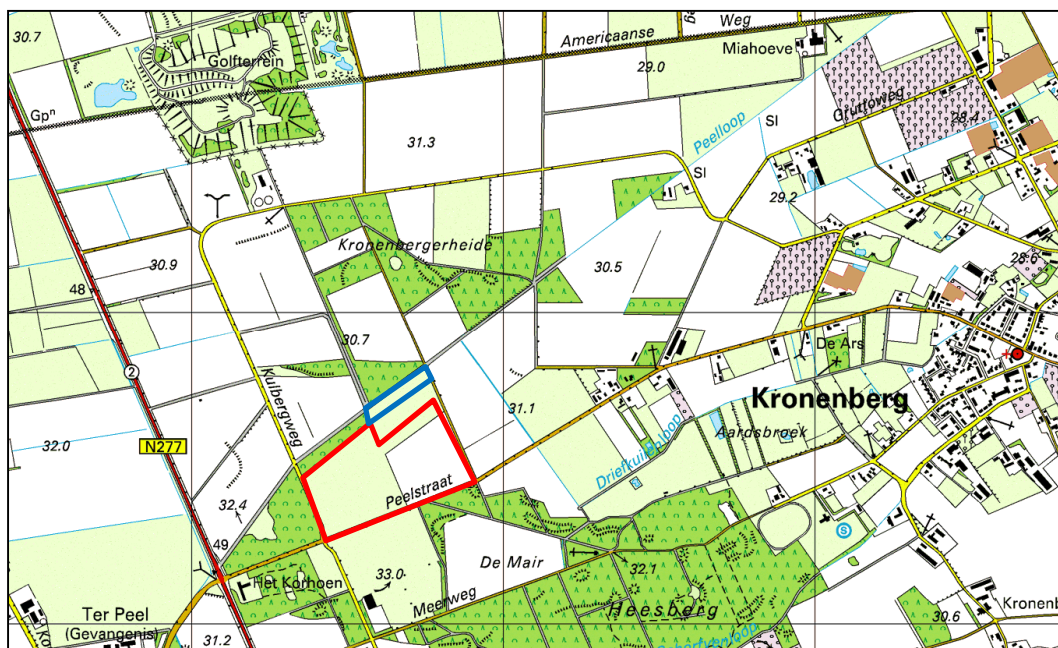 30.7
Golfterrein
Americaanse Weg
Miahoeve
29.0
Gruttoweg
28.4
Gpⁿ
31.3
Peelloop
Sl
Sl
29.2
30.9
Kronenbergerheide
30.5
28.6
48
30.7
De Ars
2
Kulbergweg
Kronenberg
31.1
32.0
N277
Driefkuilenloop
Aardsbroek
Peelstraat
32.4
49
S
De Mair
32.1
Het Korhoen
33.0
Meerweg
Heesberg
Ter Peel
(Gevangenis)
31.2
30.6